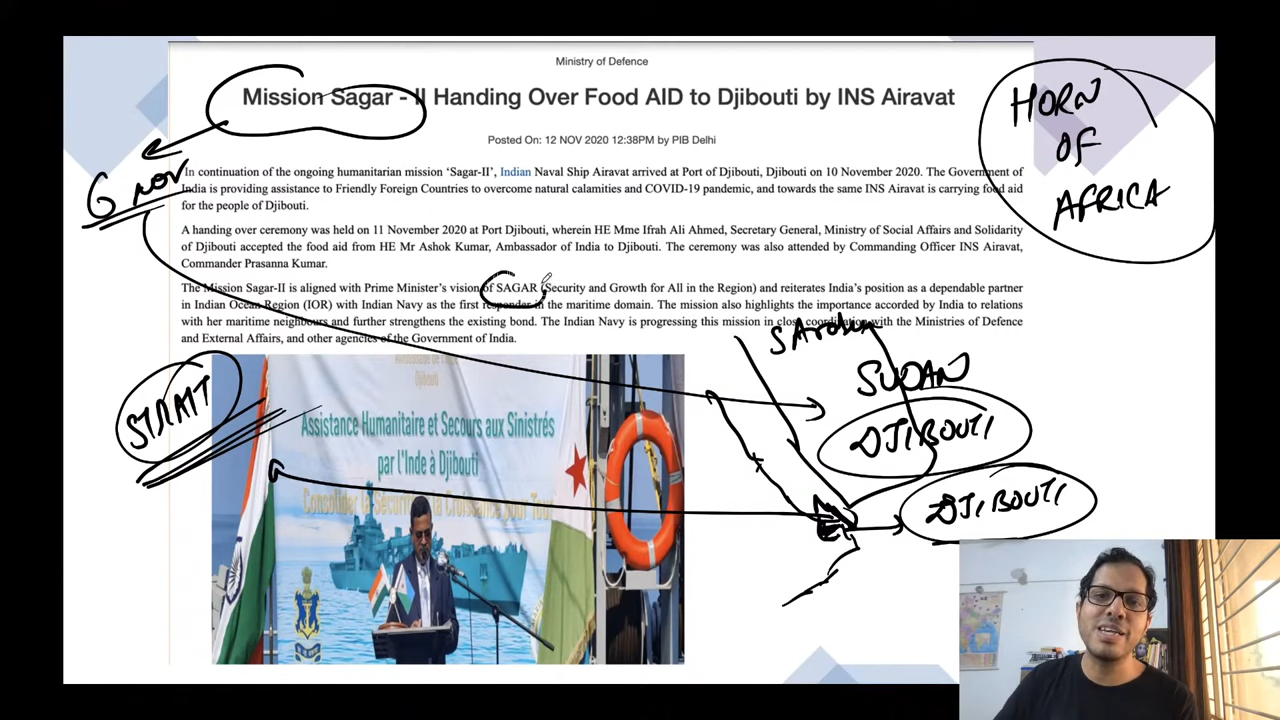 Ministry of Defence
Mission Sagar - II Handing Over Food AID to Djibouti by INS Airavat
Posted On: 12 NOV 2020 12:38PM by PIB Delhi
In continuation of the ongoing humanitarian mission ‘Sagar-II’, Indian Naval Ship Airavat arrived at Port of Djibouti, Djibouti on 10 November 2020. The Government of
India is providing assistance to Friendly Foreign Countries to overcome natural calamities and COVID-19 pandemic, and towards the same INS Airavat is carrying food aid
for the people of Djibouti.
A handing over ceremony was held on 11 November 2020 at Port Djibouti, wherein HE Mme Ifrah Ali Ahmed, Secretary General, Ministry of Social Affairs and Solidarity
of Djibouti accepted the food aid from HE Mr Ashok Kumar, Ambassador of India to Djibouti. The ceremony was also attended by Commanding Officer INS Airavat,
Commander Prasanna Kumar.
The Mission Sagar-II is aligned with Prime Minister’s vision of SAGAR (Security and Growth for All in the Region) and reiterates India’s position as a dependable partner
in Indian Ocean Region (IOR) with Indian Navy as the first responder in the maritime domain. The mission also highlights the importance accorded by India to relations
with her maritime neighbours and further strengthens the existing bond. The Indian Navy is progressing this mission in close coordination with the Ministries of Defence
and External Affairs, and other agencies of the Government of India.
HORN
OF
AFRICA
6 nov
STRAIT
SUDAN
DJIBOUTI
DJIBOUTI
Djibouti
Assistance Humanitaire et Secours aux Sinistrés
par l'Inde à Djibouti
Consolider la Sécurité la Croissance pour Tous